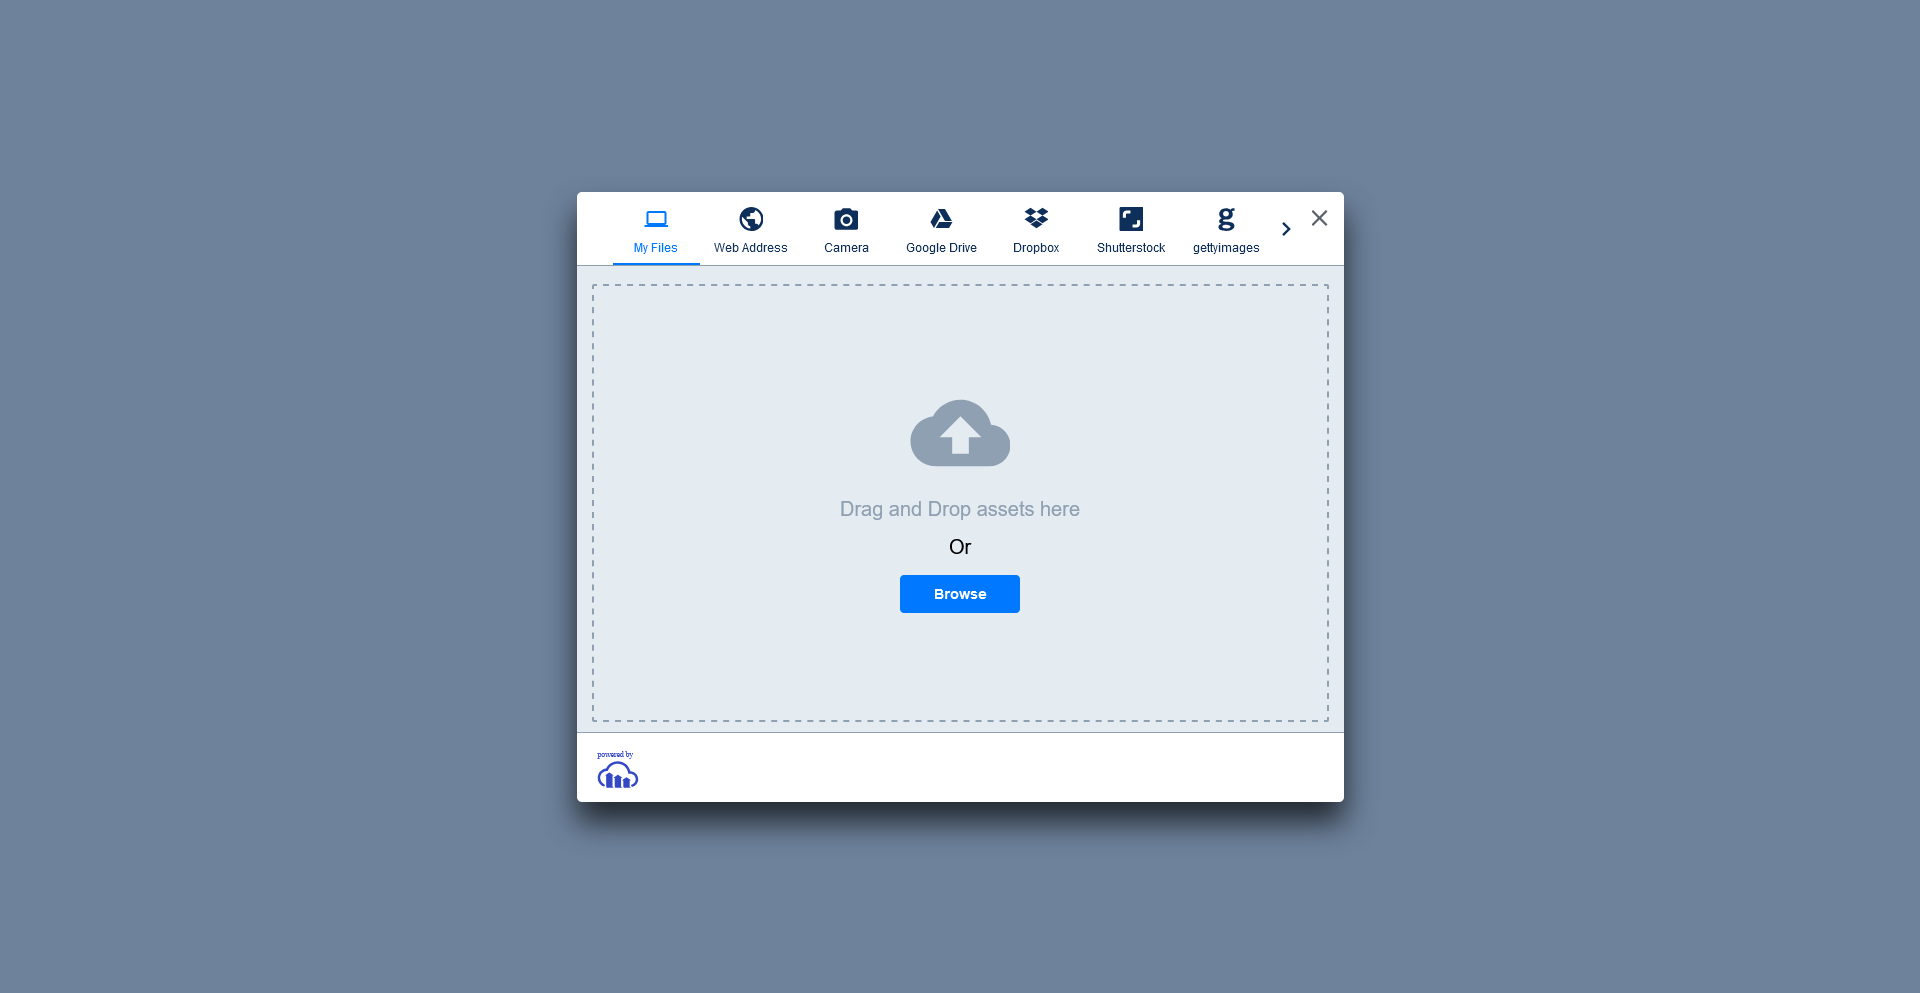 My Files
Web Address
Camera
Google Drive
Dropbox
Shutterstock
gettyimages
Drag and Drop assets here
Or
Browse
powered by